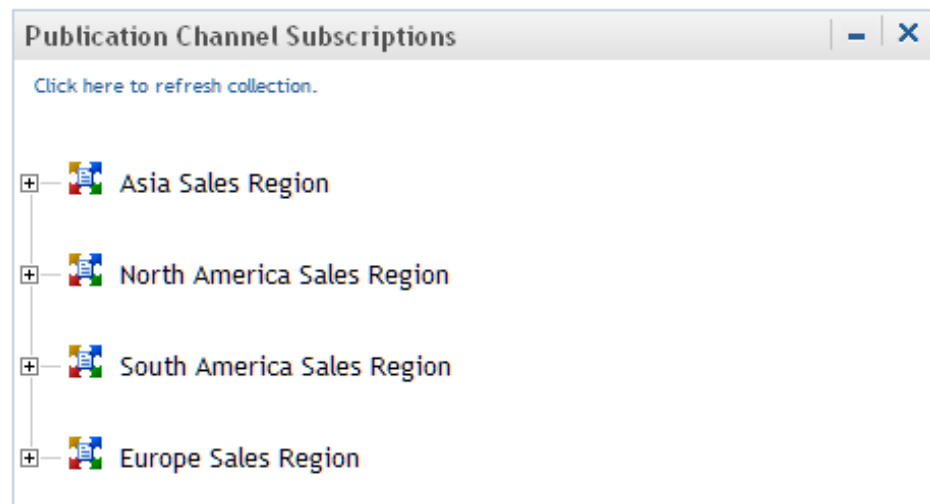 Publication Channel Subscriptions
Click here to refresh collection.
Asia Sales Region
North America Sales Region
South America Sales Region
Europe Sales Region